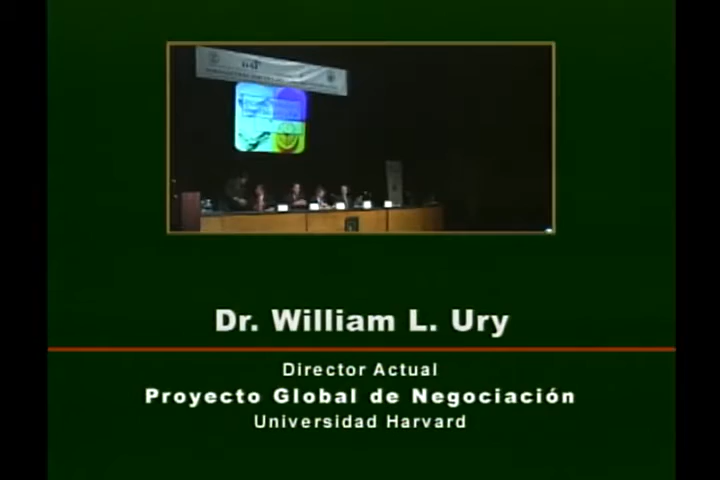 Dr. William L. Ury
Director Actual
Proyecto Global de Negociación
Universidad Harvard